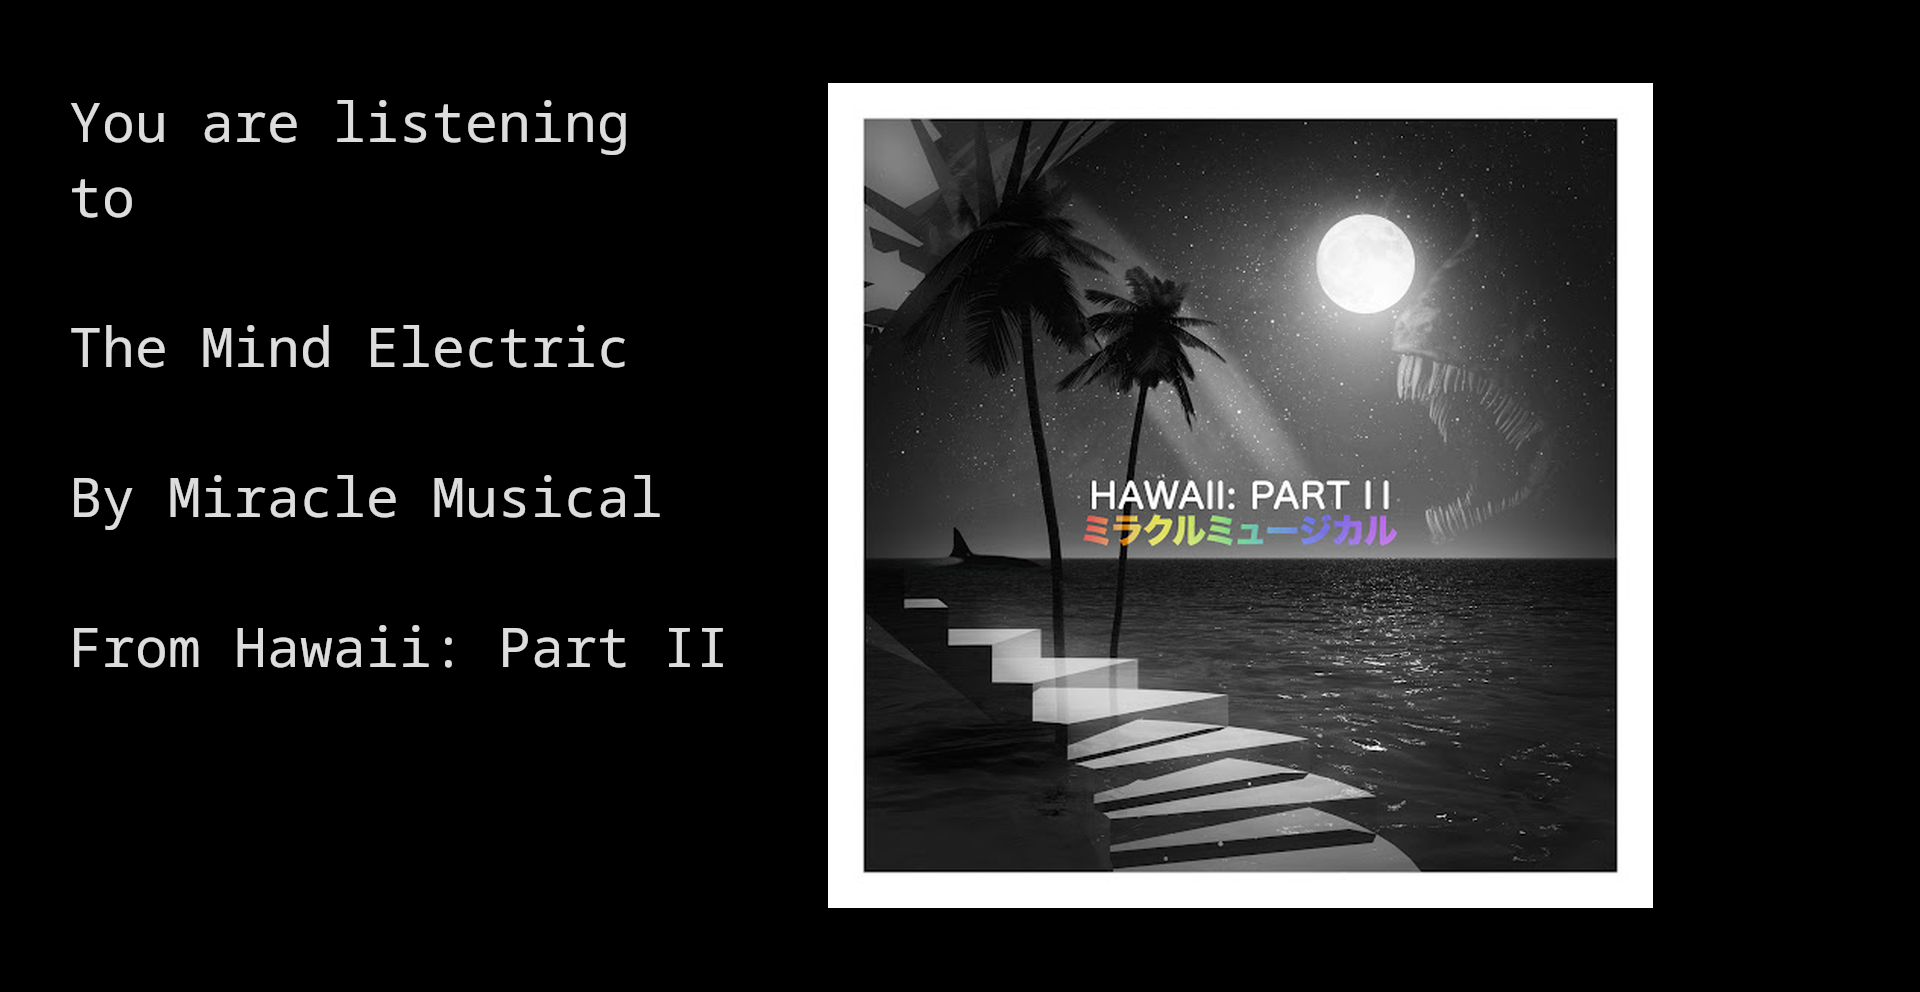 You are listening
to
The Mind Electric
By Miracle Musical
From Hawaii: Part II
HAWAII: PART II
ミラクルミュージカル